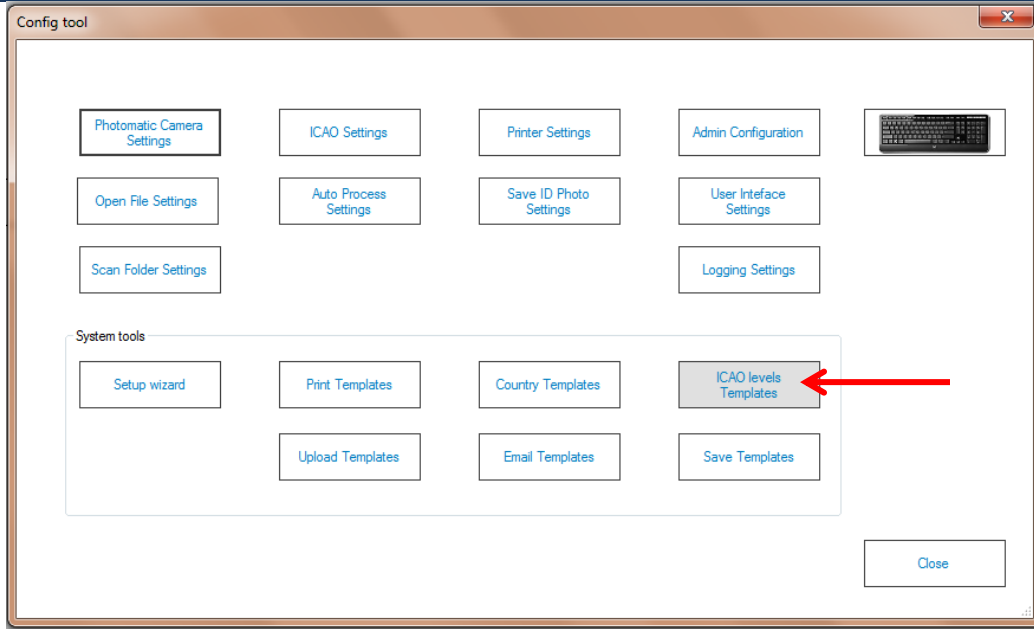 Config tool
Photomatic Camera
Settings
ICAO Settings
Printer Settings
Admin Configuration
Open File Settings
Auto Process
Settings
Save ID Photo
Settings
User Inteface
Settings
Scan Folder Settings
Logging Settings
System tools
Setup wizard
Print Templates
Country Templates
ICAO levels
Templates
Upload Templates
Email Templates
Save Templates
Close